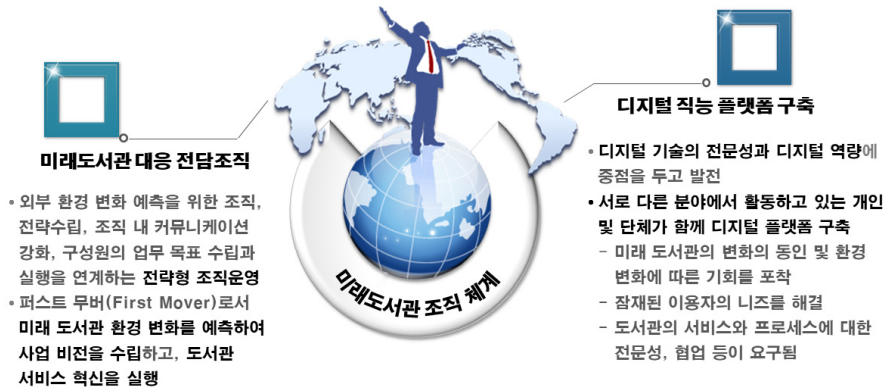 미래도서관 대응 전담조직
• 외부 환경 변화 예측을 위한 조직,
전략수립, 조직 내 커뮤니케이션
강화, 구성원의 업무 목표 수립과
실행을 연계하는 전략형 조직운영
• 퍼스트 무버(First Mover)로서
미래 도서관 환경 변화를 예측하여
사업 비전을 수립하고, 도서관
서비스 혁신을 실행
미래도서관 조직 체계
디지털 직능 플랫폼 구축
• 디지털 기술의 전문성과 디지털 역량에
중점을 두고 발전
• 서로 다른 분야에서 활동하고 있는 개인
및 단체가 함께 디지털 플랫폼 구축
- 미래 도서관의 변화의 동인 및 환경
변화에 따른 기회를 포착
- 잠재된 이용자의 니즈를 해결
- 도서관의 서비스와 프로세스에 대한
전문성, 협업 등이 요구됨